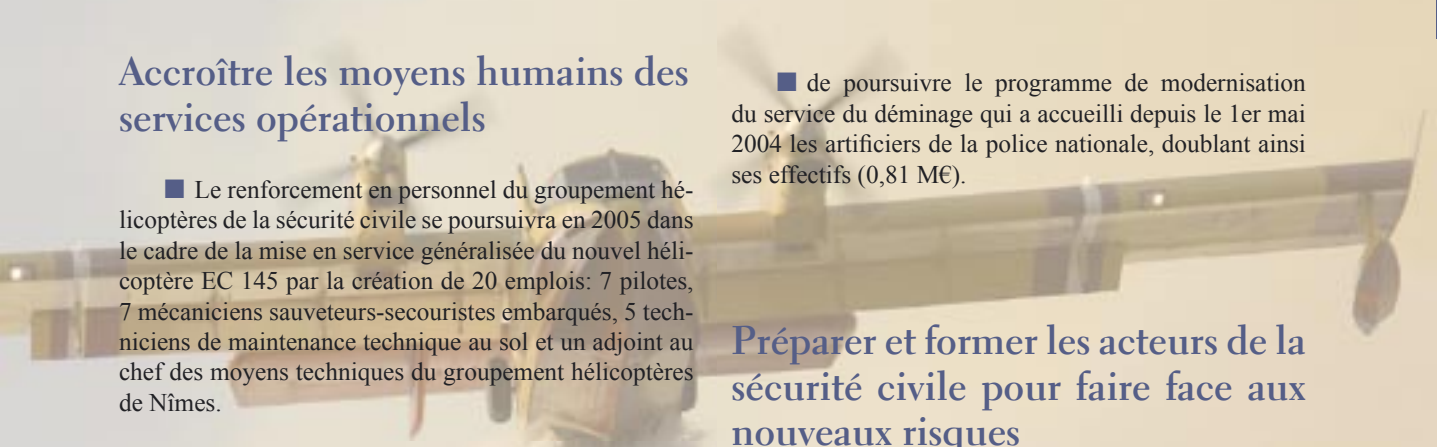 Accroître les moyens humains des
services opérationnels
■ Le renforcement en personnel du groupement hé-
licoptères de la sécurité civile se poursuivra en 2005 dans
le cadre de la mise en service généralisée du nouvel héli-
coptère EC 145 par la création de 20 emplois: 7 pilotes,
7 mécaniciens sauveteurs-secouristes embarqués, 5 tech-
niciens de maintenance technique au sol et un adjoint au
chef des moyens techniques du groupement hélicoptères
de Nîmes.
■ de poursuivre le programme de modernisation
du service du déminage qui a accueilli depuis le 1er mai
2004 les artificiers de la police nationale, doublant ainsi
ses effectifs (0,81 M€).
Préparer et former les acteurs de la
sécurité civile pour faire face aux
nouveaux risques